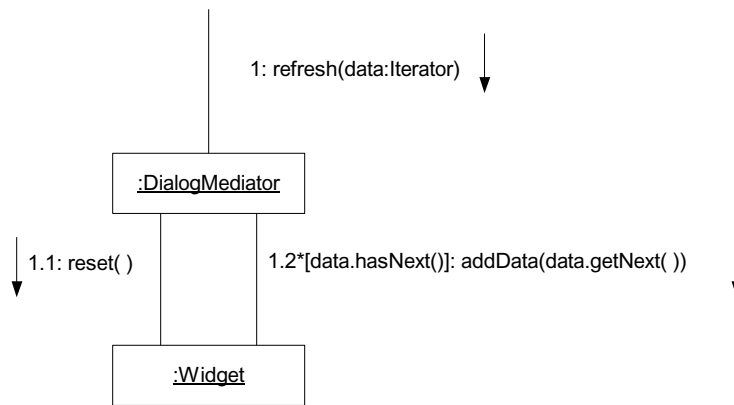 1: refresh(data:Iterator)
:DialogMediator
1.1: reset( )
1.2*[data.hasNext()]: addData(data.getNext( ))
:Widget